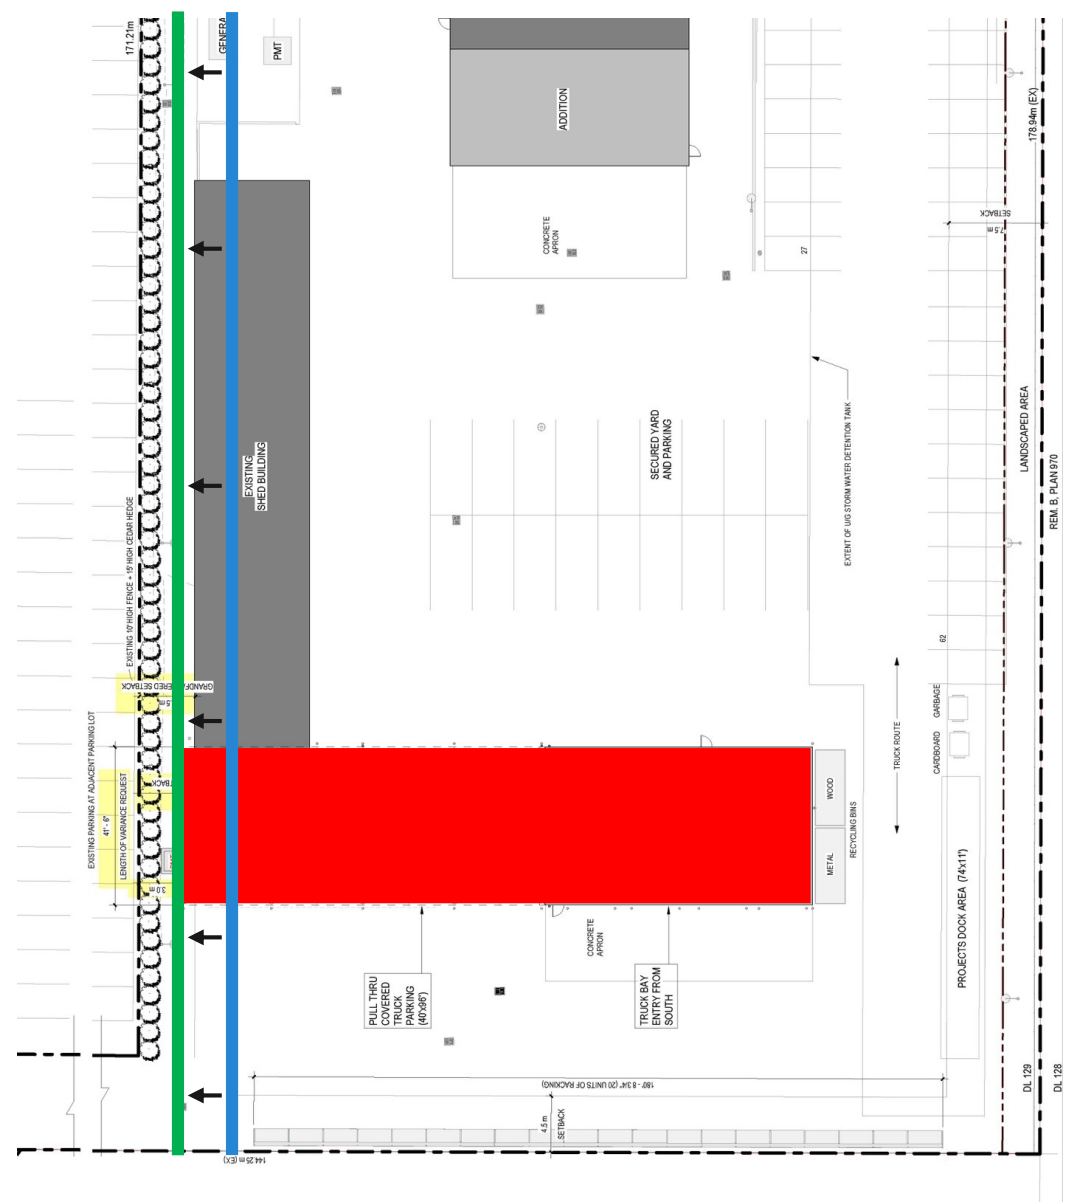 171.21m
GENERA
PMT
ADDITION
178.94m (EX)
SETBACK
7.5 m
CONCRETE
APRON
27
EXISTING
SHED BUILDING
SECURED YARD
AND PARKING
EXTENT OF U/G STORM WATER DETENTION TANK
LANDSCAPED AREA
REM. B, PLAN 970
EXISTING 10' HIGH FENCE + 15' HIGH CEDAR HEDGE
62
EXISTING PARKING AT ADJACENT PARKING LOT
41' - 6"
LENGTH OF VARIANCE REQUEST
3.0 m
TRUCK ROUTE
CARDBOARD
GARBAGE
WOOD
METAL
RECYCLING BINS
PROJECTS DOCK AREA (74'x11')
CONCRETE
APRON
PULL THRU
COVERED
TRUCK
PARKING
(40'x96')
TRUCK BAY
ENTRY FROM
SOUTH
180' - 8 3/4" (20 UNITS OF RACKING)
4.5 m
SETBACK
DL 129
DL 128
144.25m (EX)